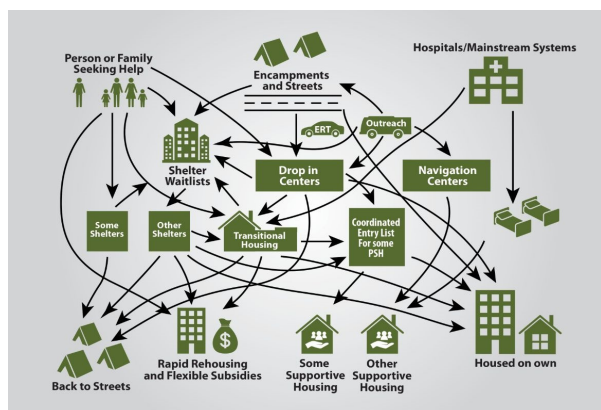 Person or Family
Seeking Help
Encampments
and Streets
Hospitals/Mainstream Systems
ERT
Outreach
Shelter
Waitlists
Drop in
Centers
Navigation
Centers
Some
Shelters
Other
Shelters
Transitional
Housing
Coordinated
Entry List
For some
PSH
$
Back to Streets
Rapid Rehousing
and Flexible Subsidies
Some
Supportive
Housing
Other
Supportive
Housing
Housed on own